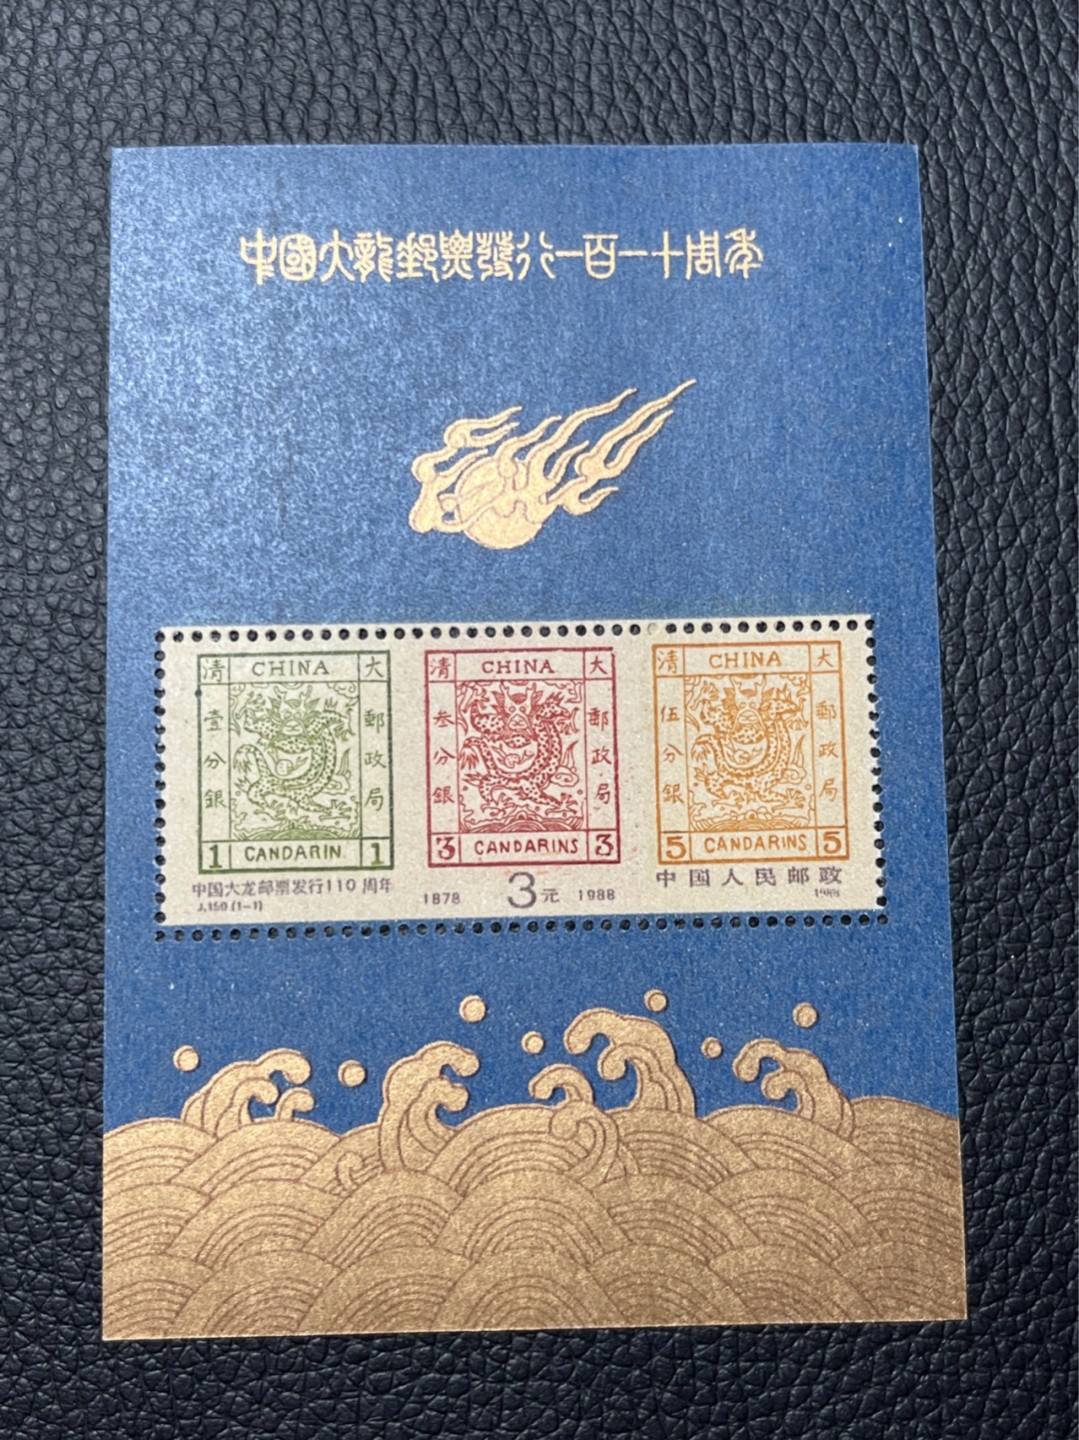 中國大龍郵票發行一百一十周年
清 CHINA 大
壹分銀
郵政局
1 CANDARIN 1
清 CHINA 大
叁分銀
郵政局
3 CANDARINS 3
清 CHINA 大
伍分銀
郵政局
5 CANDARINS 5
中国大龙邮票发行110周年
J.150 (1-1)
1878 3元 1988
中国人民邮政
1988